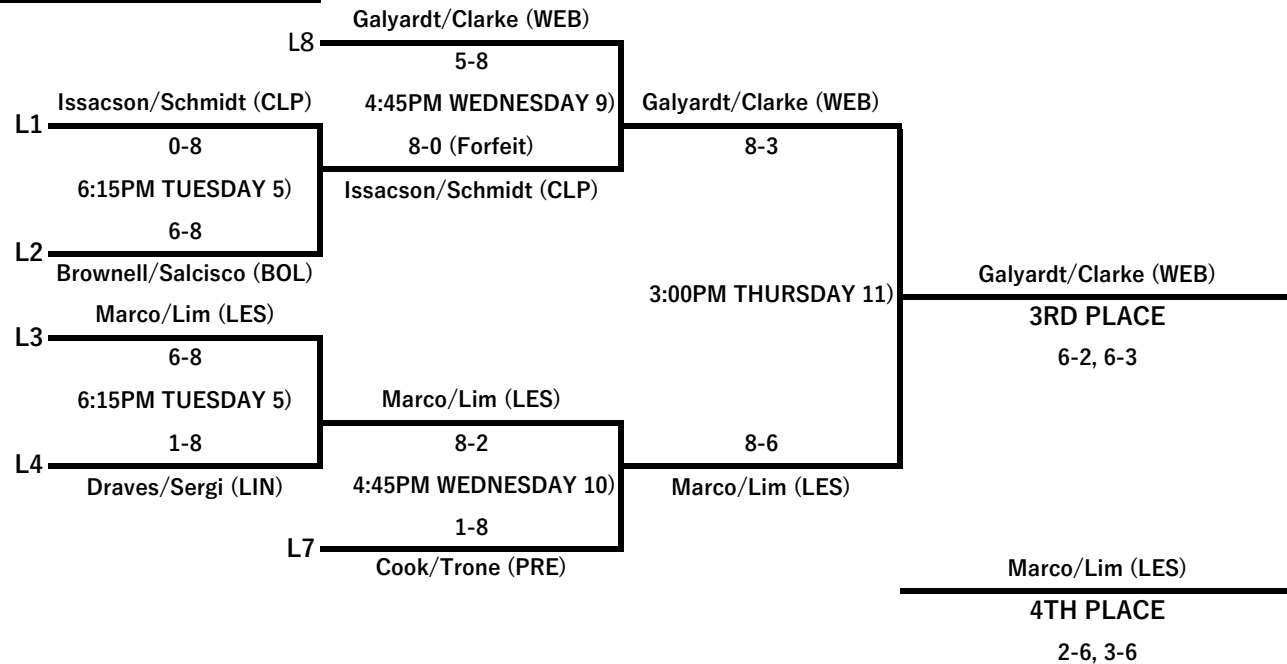 Galyardt/Clarke (WEB)
L8
5-8
Issacson/Schmidt (CLP)
4:45PM WEDNESDAY 9)
Galyardt/Clarke (WEB)
L1
0-8
8-0 (Forfeit)
8-3
6:15PM TUESDAY 5)
Issacson/Schmidt (CLP)
6-8
L2
Brownell/Salcisco (BOL)
Galyardt/Clarke (WEB)
3:00PM THURSDAY 11)
Marco/Lim (LES)
3RD PLACE
L3
6-8
6-2, 6-3
6:15PM TUESDAY 5)
Marco/Lim (LES)
1-8
8-2
8-6
L4
Draves/Sergi (LIN)
4:45PM WEDNESDAY 10)
Marco/Lim (LES)
1-8
L7
Cook/Trone (PRE)
Marco/Lim (LES)
4TH PLACE
2-6, 3-6